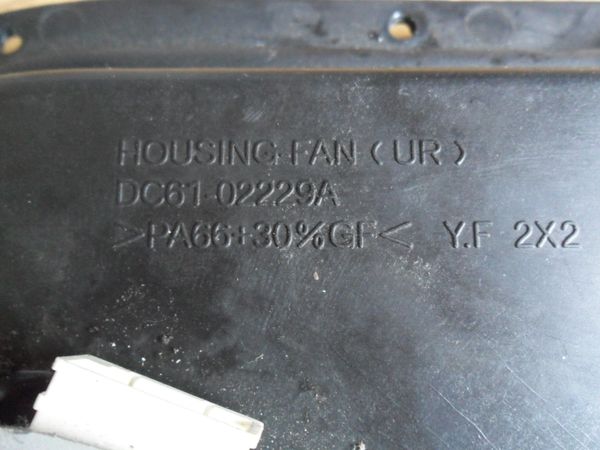 HOUSING-FAN (UR)
DC61-02229A
>PA66+30%GF< Y.F 2X2